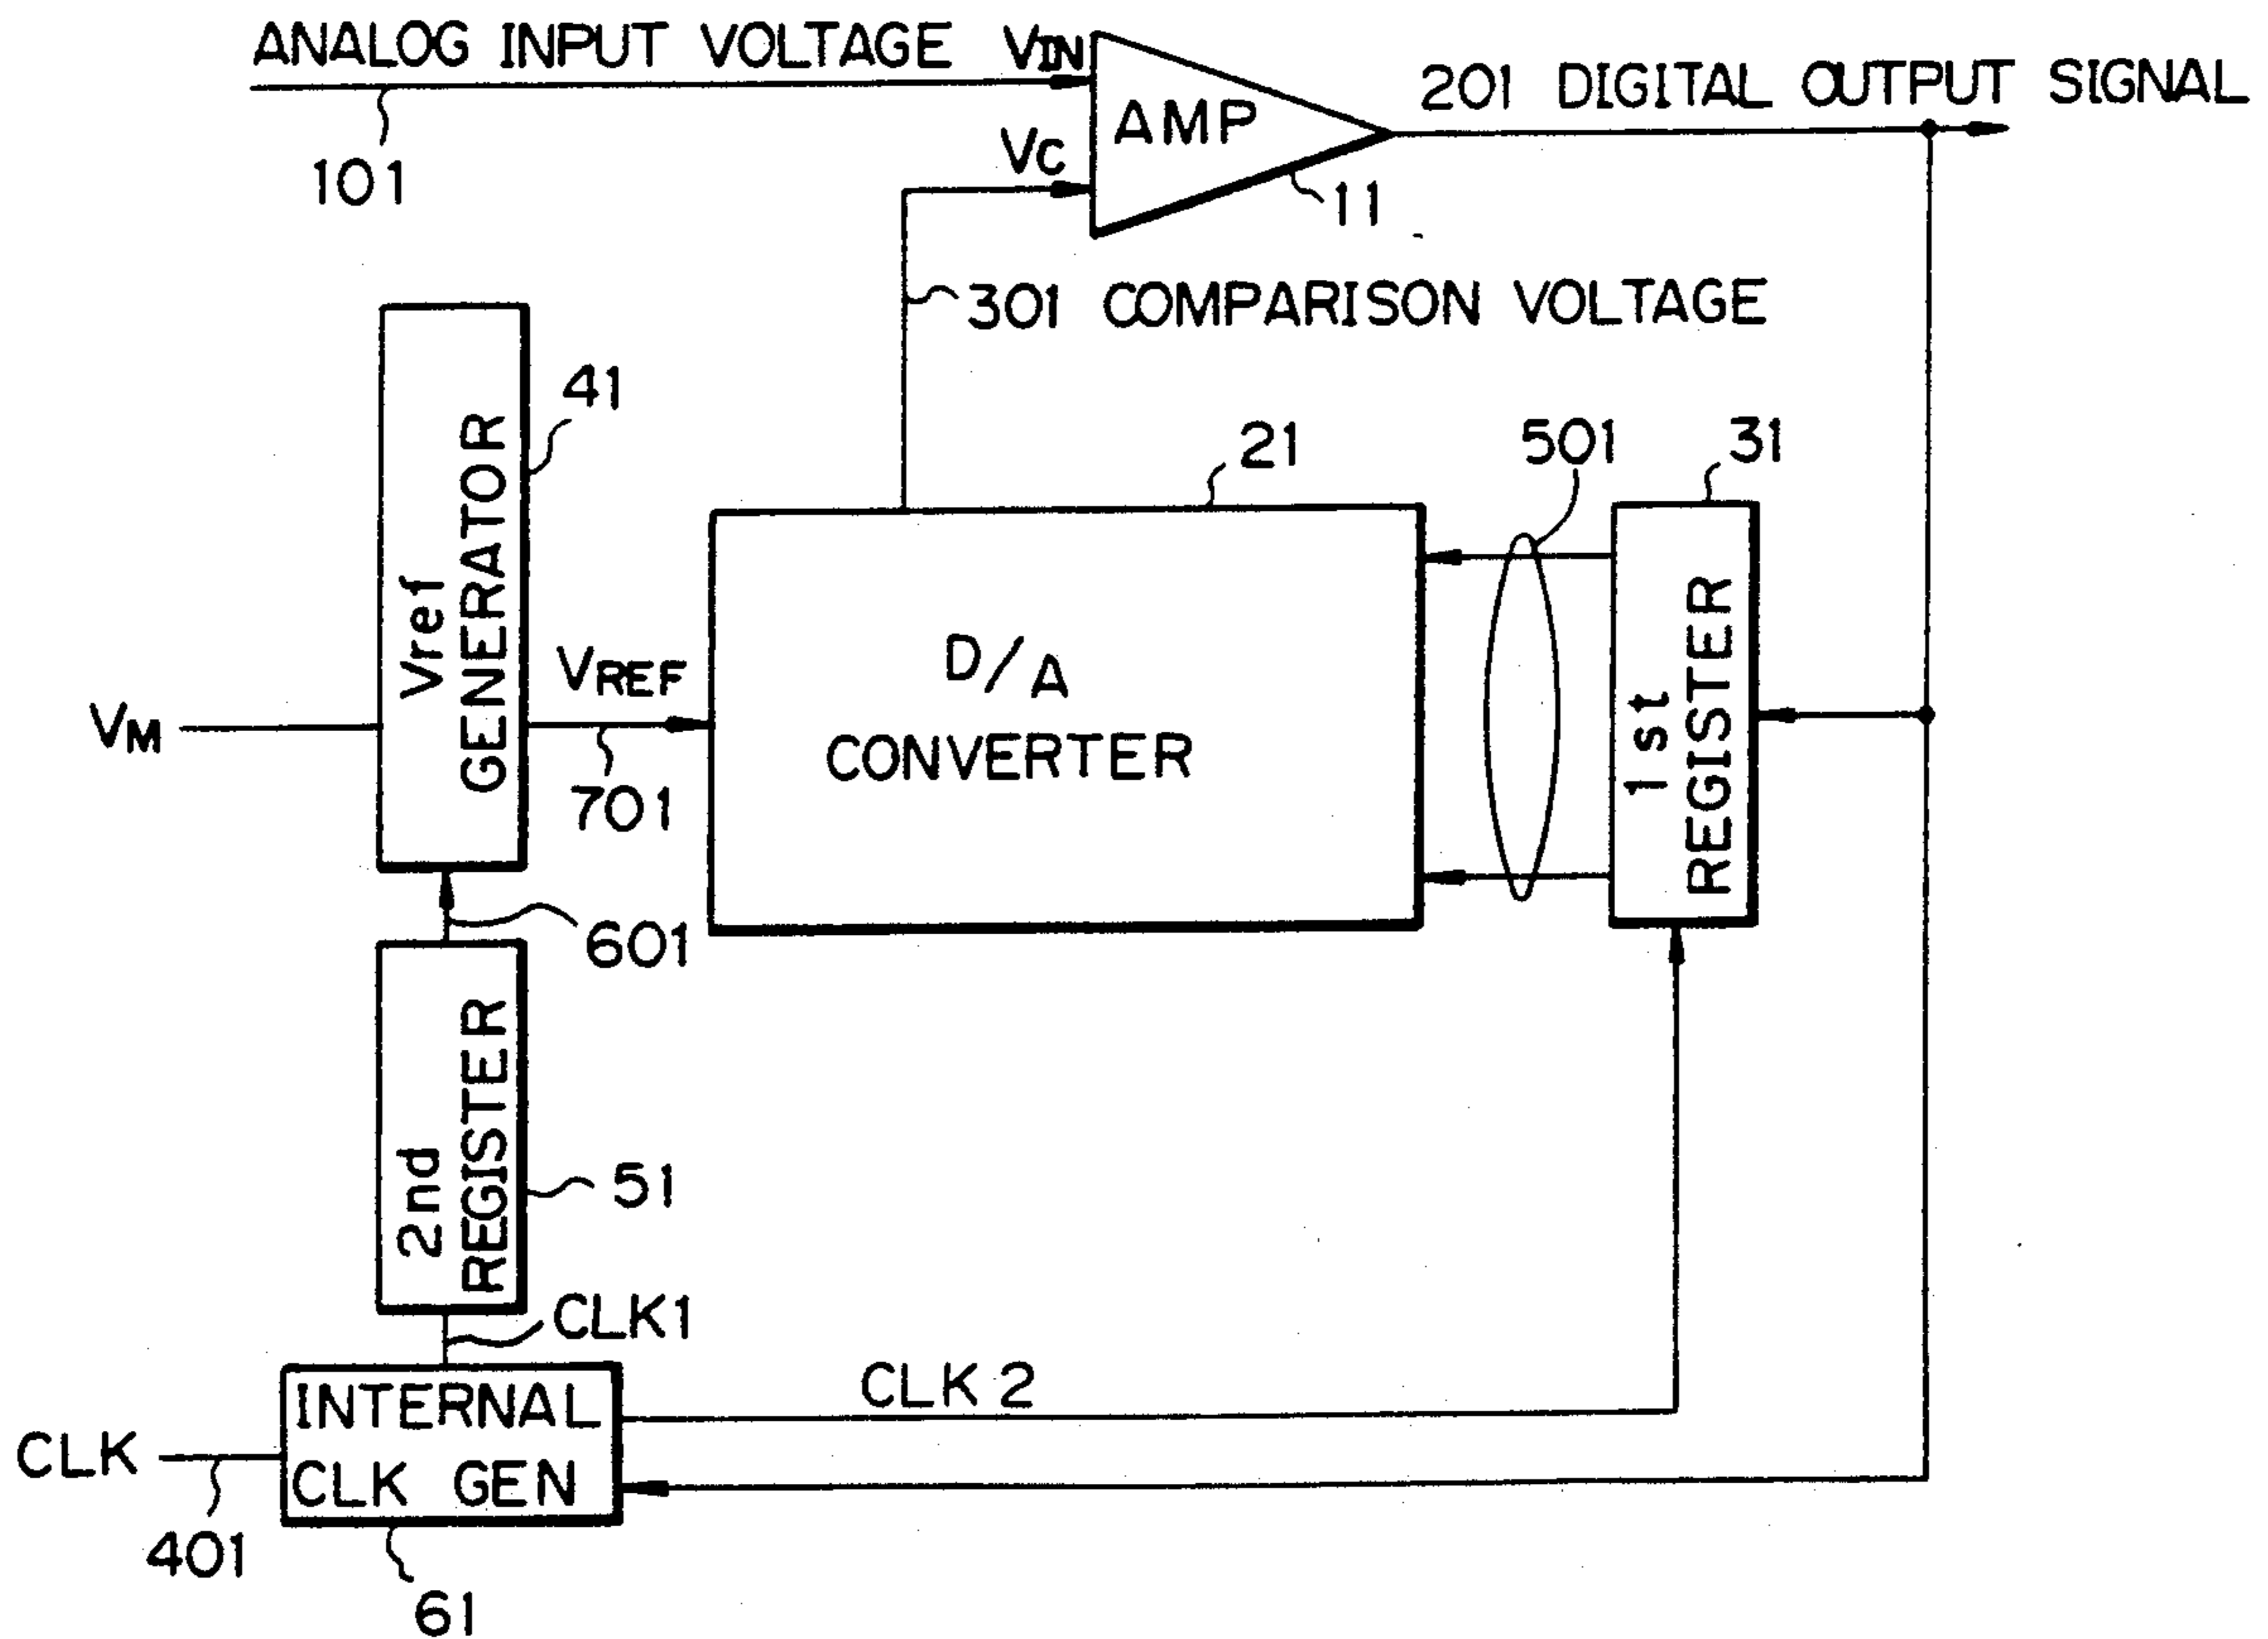 ANALOG INPUT VOLTAGE VIN
201 DIGITAL OUTPUT SIGNAL
AMP
VC
101
11
301 COMPARISON VOLTAGE
41
21
501
31
Vref
GENERATOR
VREF
D/A
CONVERTER
1st
REGISTER
VM
701
601
2nd
REGISTER
51
CLK1
INTERNAL
CLK GEN
CLK 2
CLK
401
61